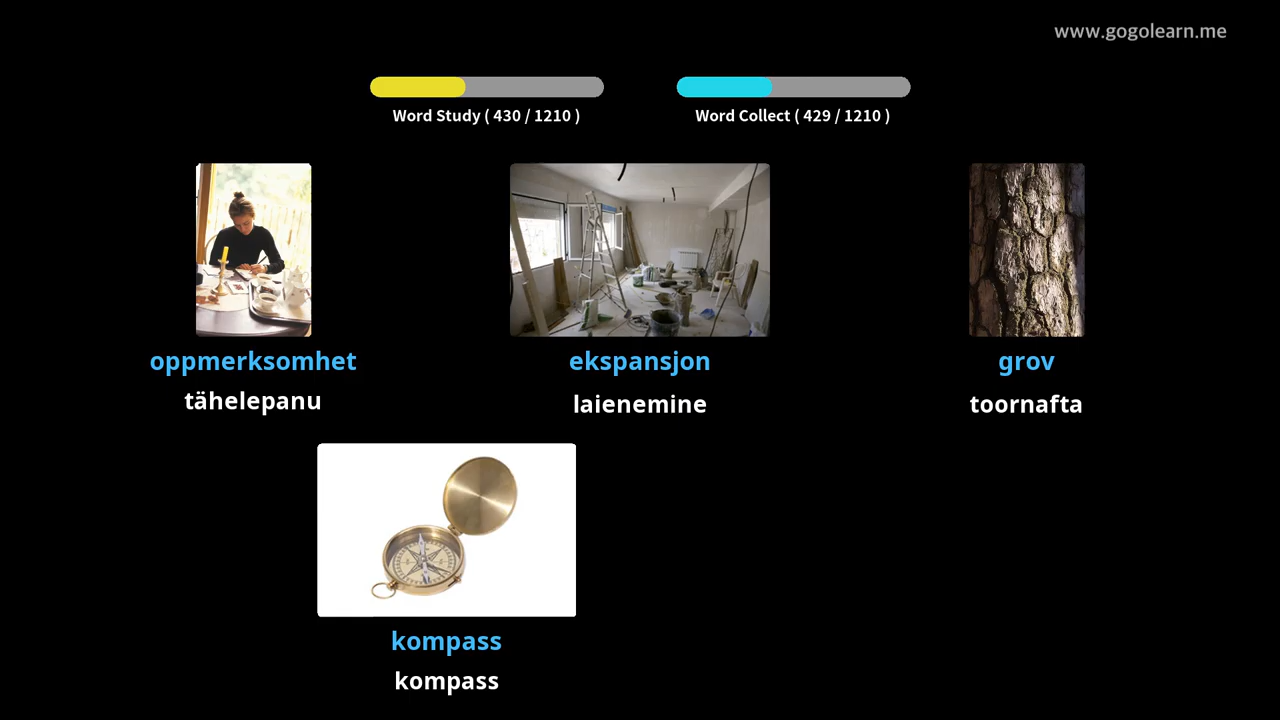 www.gogolearn.me
Word Study ( 430 / 1210 )
Word Collect ( 429 / 1210 )
oppmerksomhet
tähelepanu
ekspansjon
laienemine
grov
toornafta
kompass
kompass